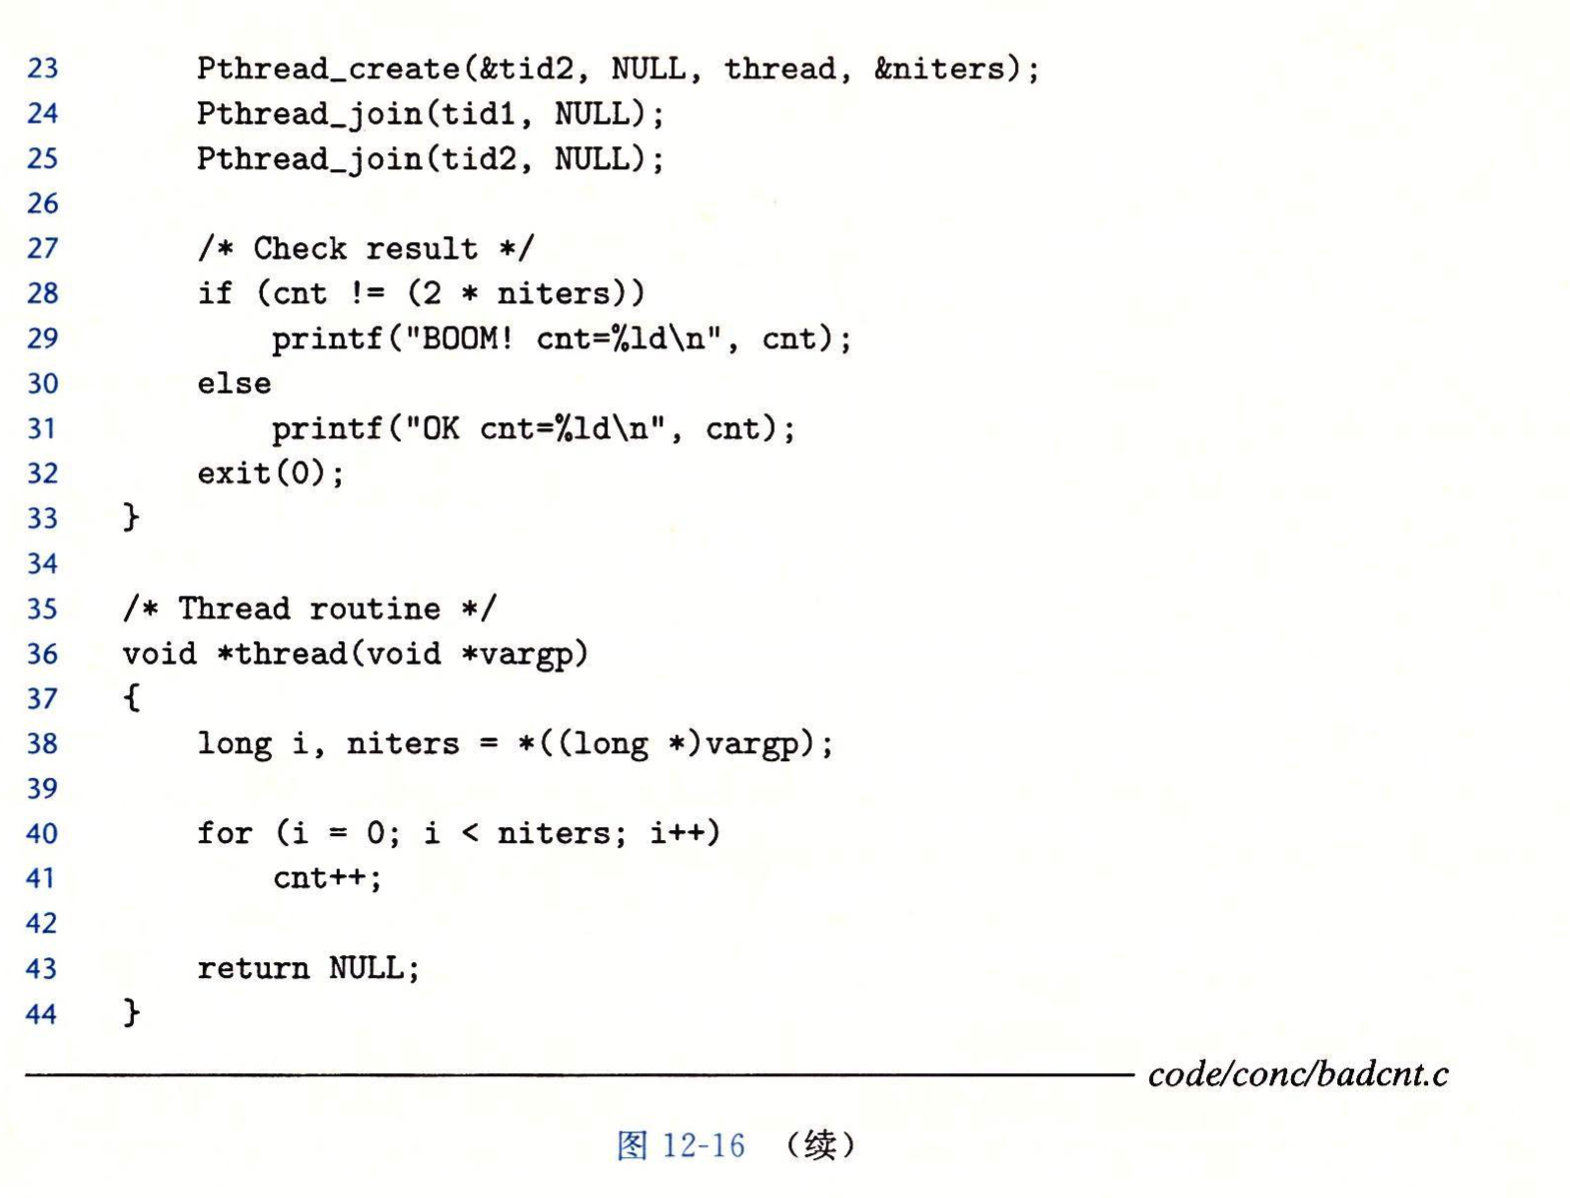 23 Pthread_create(&tid2, NULL, thread, &niters);
24 Pthread_join(tid1, NULL);
25 Pthread_join(tid2, NULL);
26
27 /* Check result */
28 if (cnt != (2 * niters))
29 printf("BOOM! cnt=%ld\n", cnt);
30 else
31 printf("OK cnt=%ld\n", cnt);
32 exit(0);
33 }
34
35 /* Thread routine */
36 void *thread(void *vargp)
37 {
38 long i, niters = *((long *)vargp);
39
40 for (i = 0; i < niters; i++)
41 cnt++;
42
43 return NULL;
44 }
code/conc/badcnt.c
图 12-16 （续）